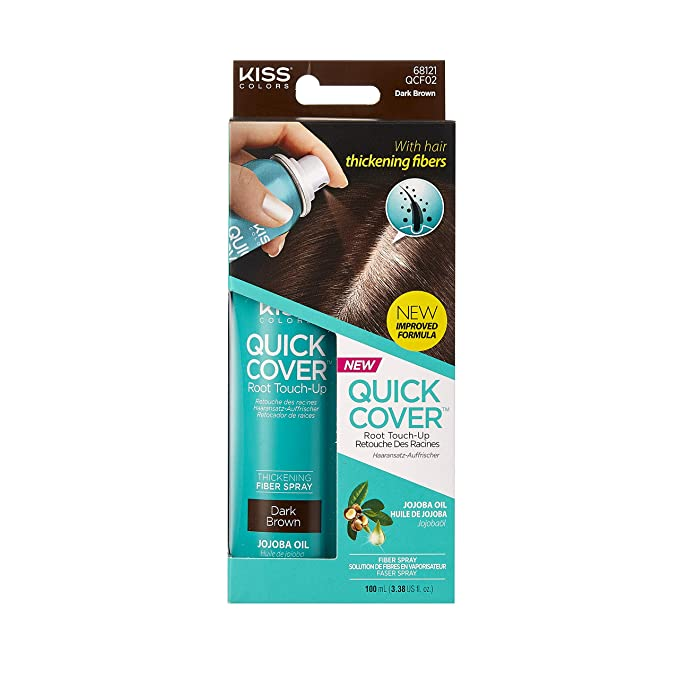 KISS
COLORS
68121
QCF02
Dark Brown
With hair
thickening fibers
QUI
NEW
IMPROVED
FORMULA
KISS
COLORS
QUICK
COVER™
Root Touch-Up
Retouche des racines
Haaransatz-Auffrischer
Retocador de raíces
THICKENING
FIBER SPRAY
Dark
Brown
JOJOBA OIL
Huile de jojoba
NEW
QUICK
COVER™
Root Touch-Up
Retouche Des Racines
Haaransatz-Auffrischer
JOJOBA OIL
HUILE DE JOJOBA
Jojobaöl
FIBER SPRAY
SOLUTION DE FIBRES EN VAPORISATEUR
FASER SPRAY
100 mL (3.38 US fl. oz.)